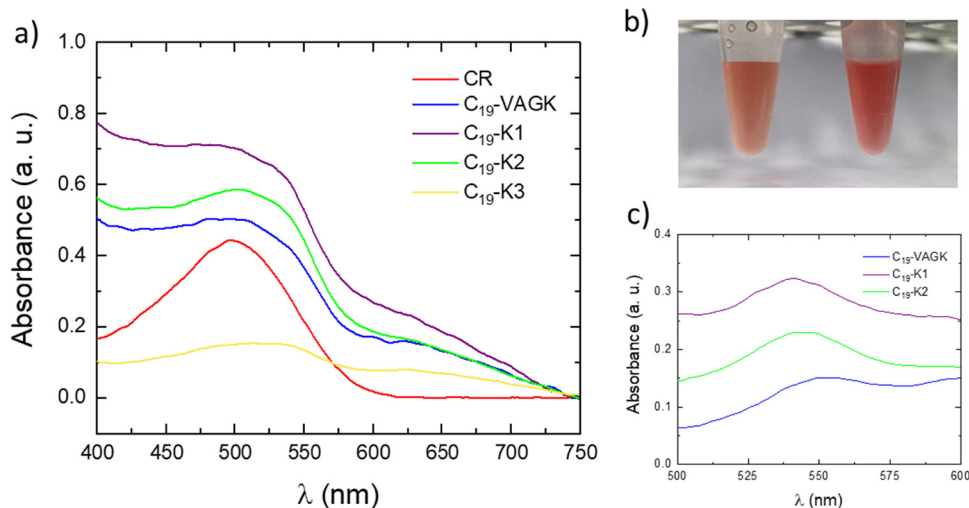 a)
1.0
0.8
0.6
0.4
0.2
0.0
Absorbance (a. u.)
400 450 500 550 600 650 700 750
λ (nm)
CR
C₁₉-VAGK
C₁₉-K1
C₁₉-K2
C₁₉-K3
b)
c)
0.4
0.3
0.2
0.1
0.0
Absorbance (a. u.)
500 525 550 575 600
λ (nm)
C₁₉-VAGK
C₁₉-K1
C₁₉-K2